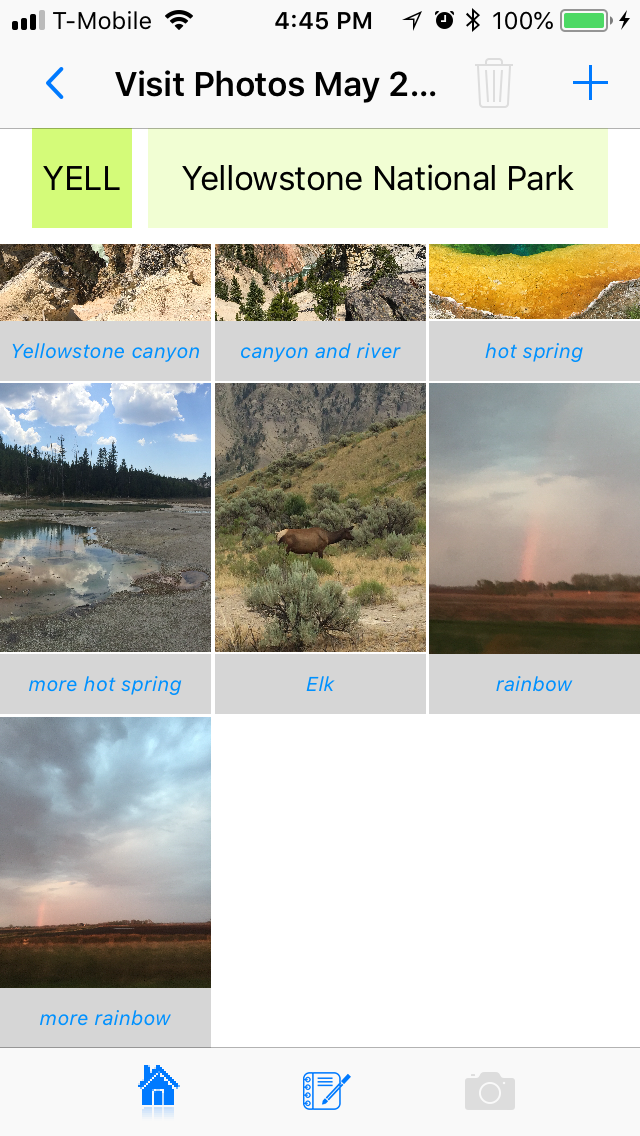 T-Mobile 4:45 PM 100%
Visit Photos May 2...
YELL Yellowstone National Park
Yellowstone canyon canyon and river hot spring
more hot spring Elk rainbow
more rainbow